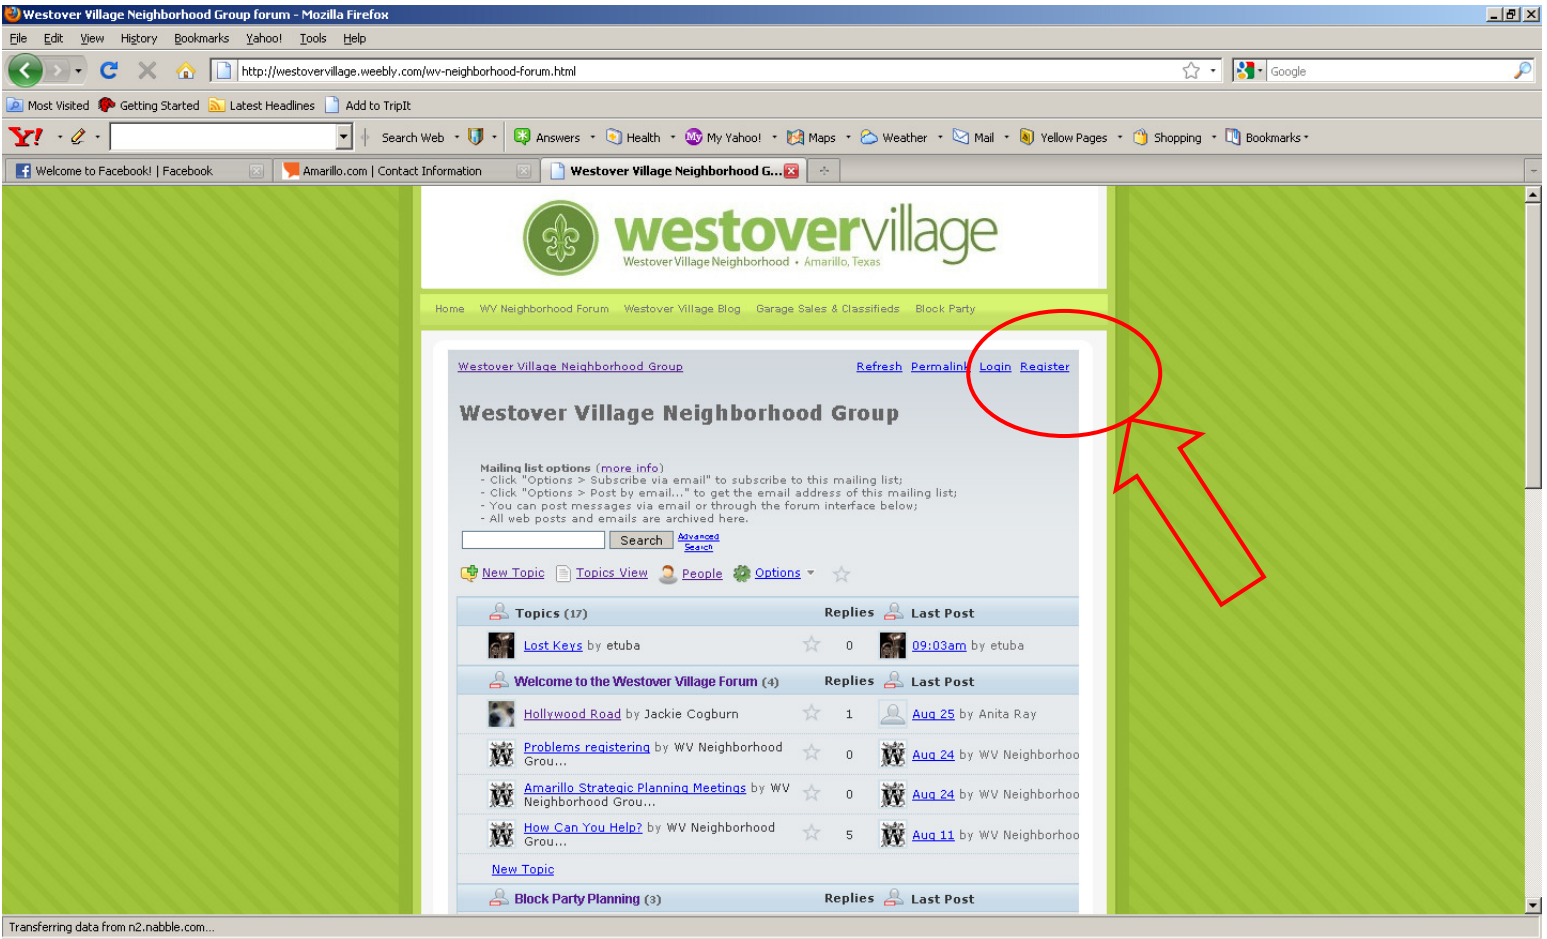 Westover Village Neighborhood Group forum - Mozilla Firefox
File Edit View History Bookmarks Yahoo! Tools Help
http://westovervillage.weebly.com/wv-neighborhood-forum.html Google
Most Visited Getting Started Latest Headlines Add to TripIt
Y! Search Web Answers Health My Yahoo! Maps Weather Mail Yellow Pages Shopping Bookmarks
Welcome to Facebook! | Facebook Amarillo.com | Contact Information Westover Village Neighborhood G...
westovervillage
Westover Village Neighborhood • Amarillo, Texas
Home WV Neighborhood Forum Westover Village Blog Garage Sales & Classifieds Block Party
Westover Village Neighborhood Group Refresh Permalink Login Register
Westover Village Neighborhood Group
Mailing list options (more info)
- Click "Options > Subscribe via email" to subscribe to this mailing list;
- Click "Options > Post by email..." to get the email address of this mailing list;
- You can post messages via email or through the forum interface below;
- All web posts and emails are archived here.
Search Advanced
Search
New Topic Topics View People Options
Topics (17) Replies Last Post
Lost Keys by etuba 0 09:03am by etuba
Welcome to the Westover Village Forum (4) Replies Last Post
Hollywood Road by Jackie Cogburn 1 Aug 25 by Anita Ray
Problems registering by WV Neighborhood
Grou... 0 Aug 24 by WV Neighborhoo
Amarillo Strategic Planning Meetings by WV
Neighborhood Grou... 0 Aug 24 by WV Neighborhoo
How Can You Help? by WV Neighborhood
Grou... 5 Aug 11 by WV Neighborhoo
New Topic
Block Party Planning (3) Replies Last Post
Transferring data from n2.nabble.com...